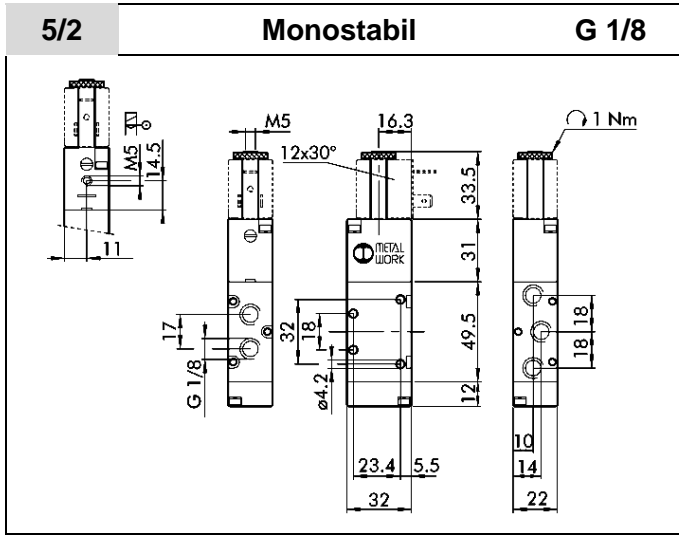 5/2 Monostabil G 1/8
M5
16.3
1 Nm
12x30°
M5
14.5
33.5
11
METAL
WORK
31
17
G 1/8
32
18
ø4.2
49.5
12
18
18
23.4
5.5
32
10
14
22